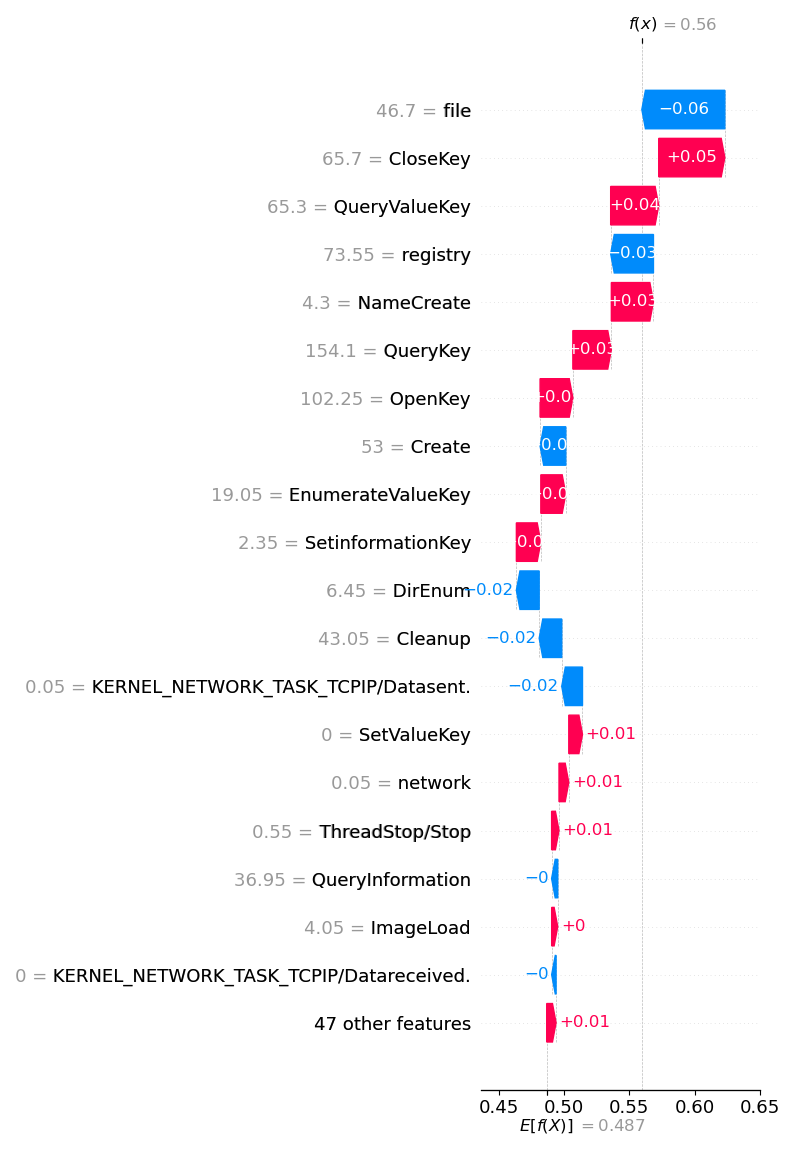 f(x) = 0.56
46.7 = file −0.06
65.7 = CloseKey +0.05
65.3 = QueryValueKey +0.04
73.55 = registry −0.03
4.3 = NameCreate +0.03
154.1 = QueryKey +0.03
102.25 = OpenKey
53 = Create
19.05 = EnumerateValueKey
2.35 = SetinformationKey
6.45 = DirEnum −0.02
43.05 = Cleanup −0.02
0.05 = KERNEL_NETWORK_TASK_TCPIP/Datasent. −0.02
0 = SetValueKey +0.01
0.05 = network +0.01
0.55 = ThreadStop/Stop +0.01
36.95 = QueryInformation −0
4.05 = ImageLoad +0
0 = KERNEL_NETWORK_TASK_TCPIP/Datareceived. −0
47 other features +0.01
0.45 0.50 0.55 0.60 0.65
E[f(X)] = 0.487